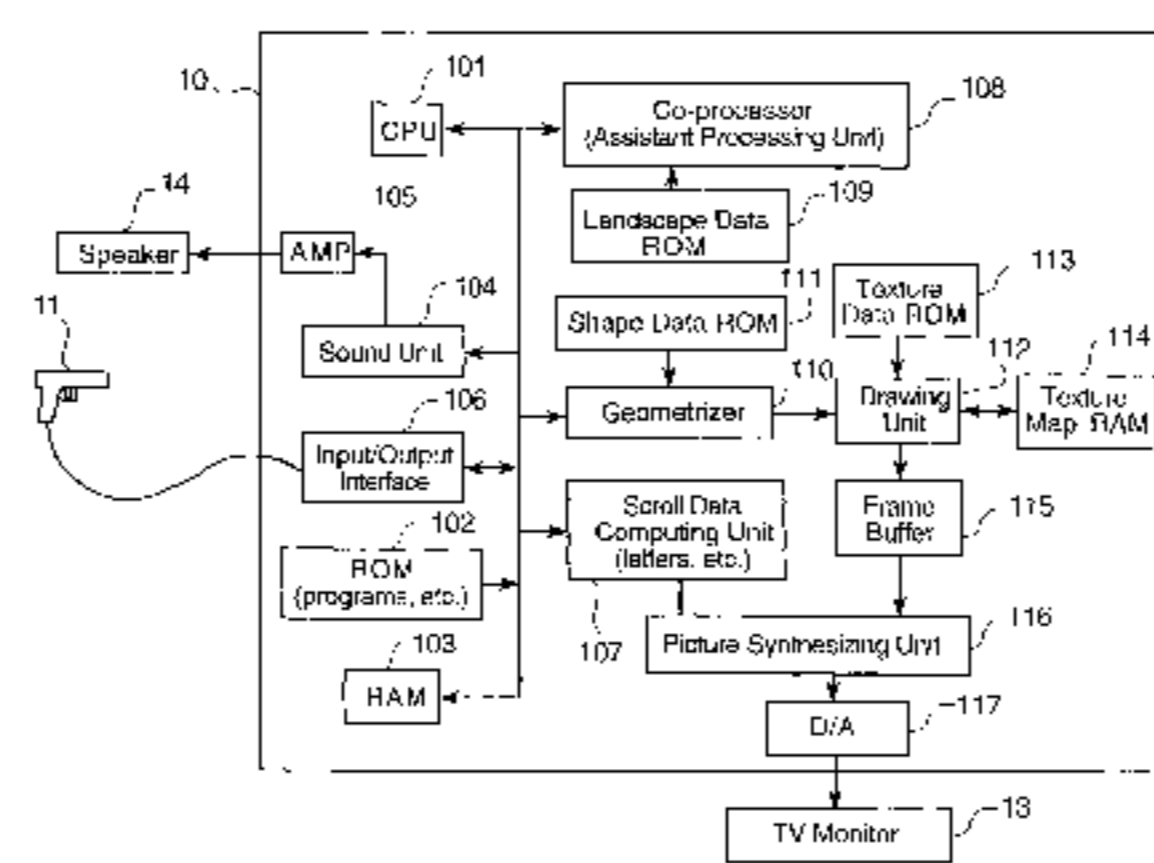 10
101
CPU
Co-processor
(Assistant Processing Unit)
108
14
105
Landscape Data
ROM
109
Speaker
AMP
111
Texture
Data ROM
113
11
104
Shape Data ROM
Sound Unit
110
112
114
106
Geometrizer
Drawing
Unit
Texture
Map RAM
Input/Output
Interface
102
Scroll Data
Computing Unit
(letters, etc.)
Frame
Buffer
115
ROM
(programs, etc.)
103
107
Picture Synthesizing Unit
116
RAM
117
D/A
13
TV Monitor